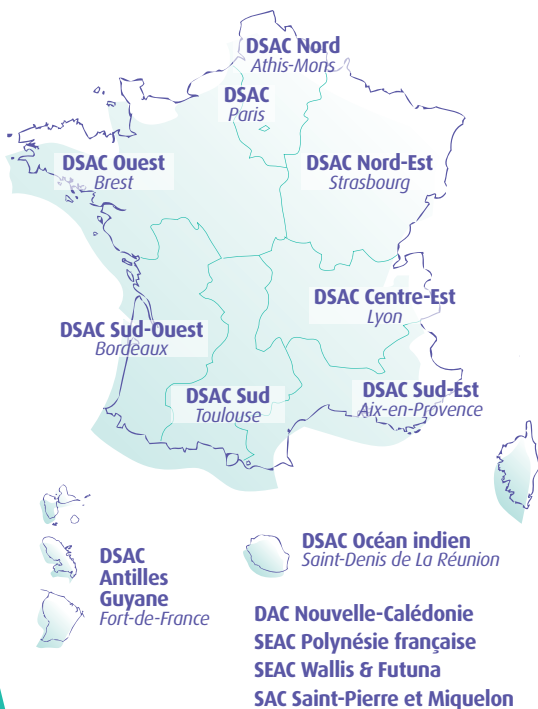 DSAC Nord
Athis-Mons
DSAC
Paris
DSAC Ouest
Brest
DSAC Nord-Est
Strasbourg
DSAC Centre-Est
Lyon
DSAC Sud-Ouest
Bordeaux
DSAC Sud
Toulouse
DSAC Sud-Est
Aix-en-Provence
DSAC
Antilles
Guyane
Fort-de-France
DSAC Océan indien
Saint-Denis de La Réunion
DAC Nouvelle-Calédonie
SEAC Polynésie française
SEAC Wallis & Futuna
SAC Saint-Pierre et Miquelon